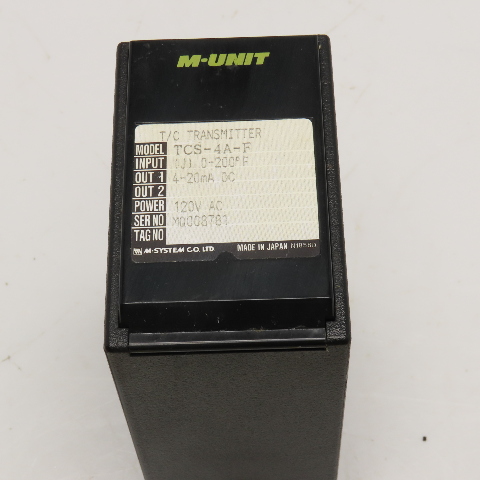 M-UNIT
T/C TRANSMITTER
MODEL TCS-4A-F
INPUT (J) 0-200°F
OUT 1 4-20mA DC
OUT 2
POWER 120V AC
SER NO MQ008781
TAG NO
M-SYSTEM CO. LTD MADE IN JAPAN